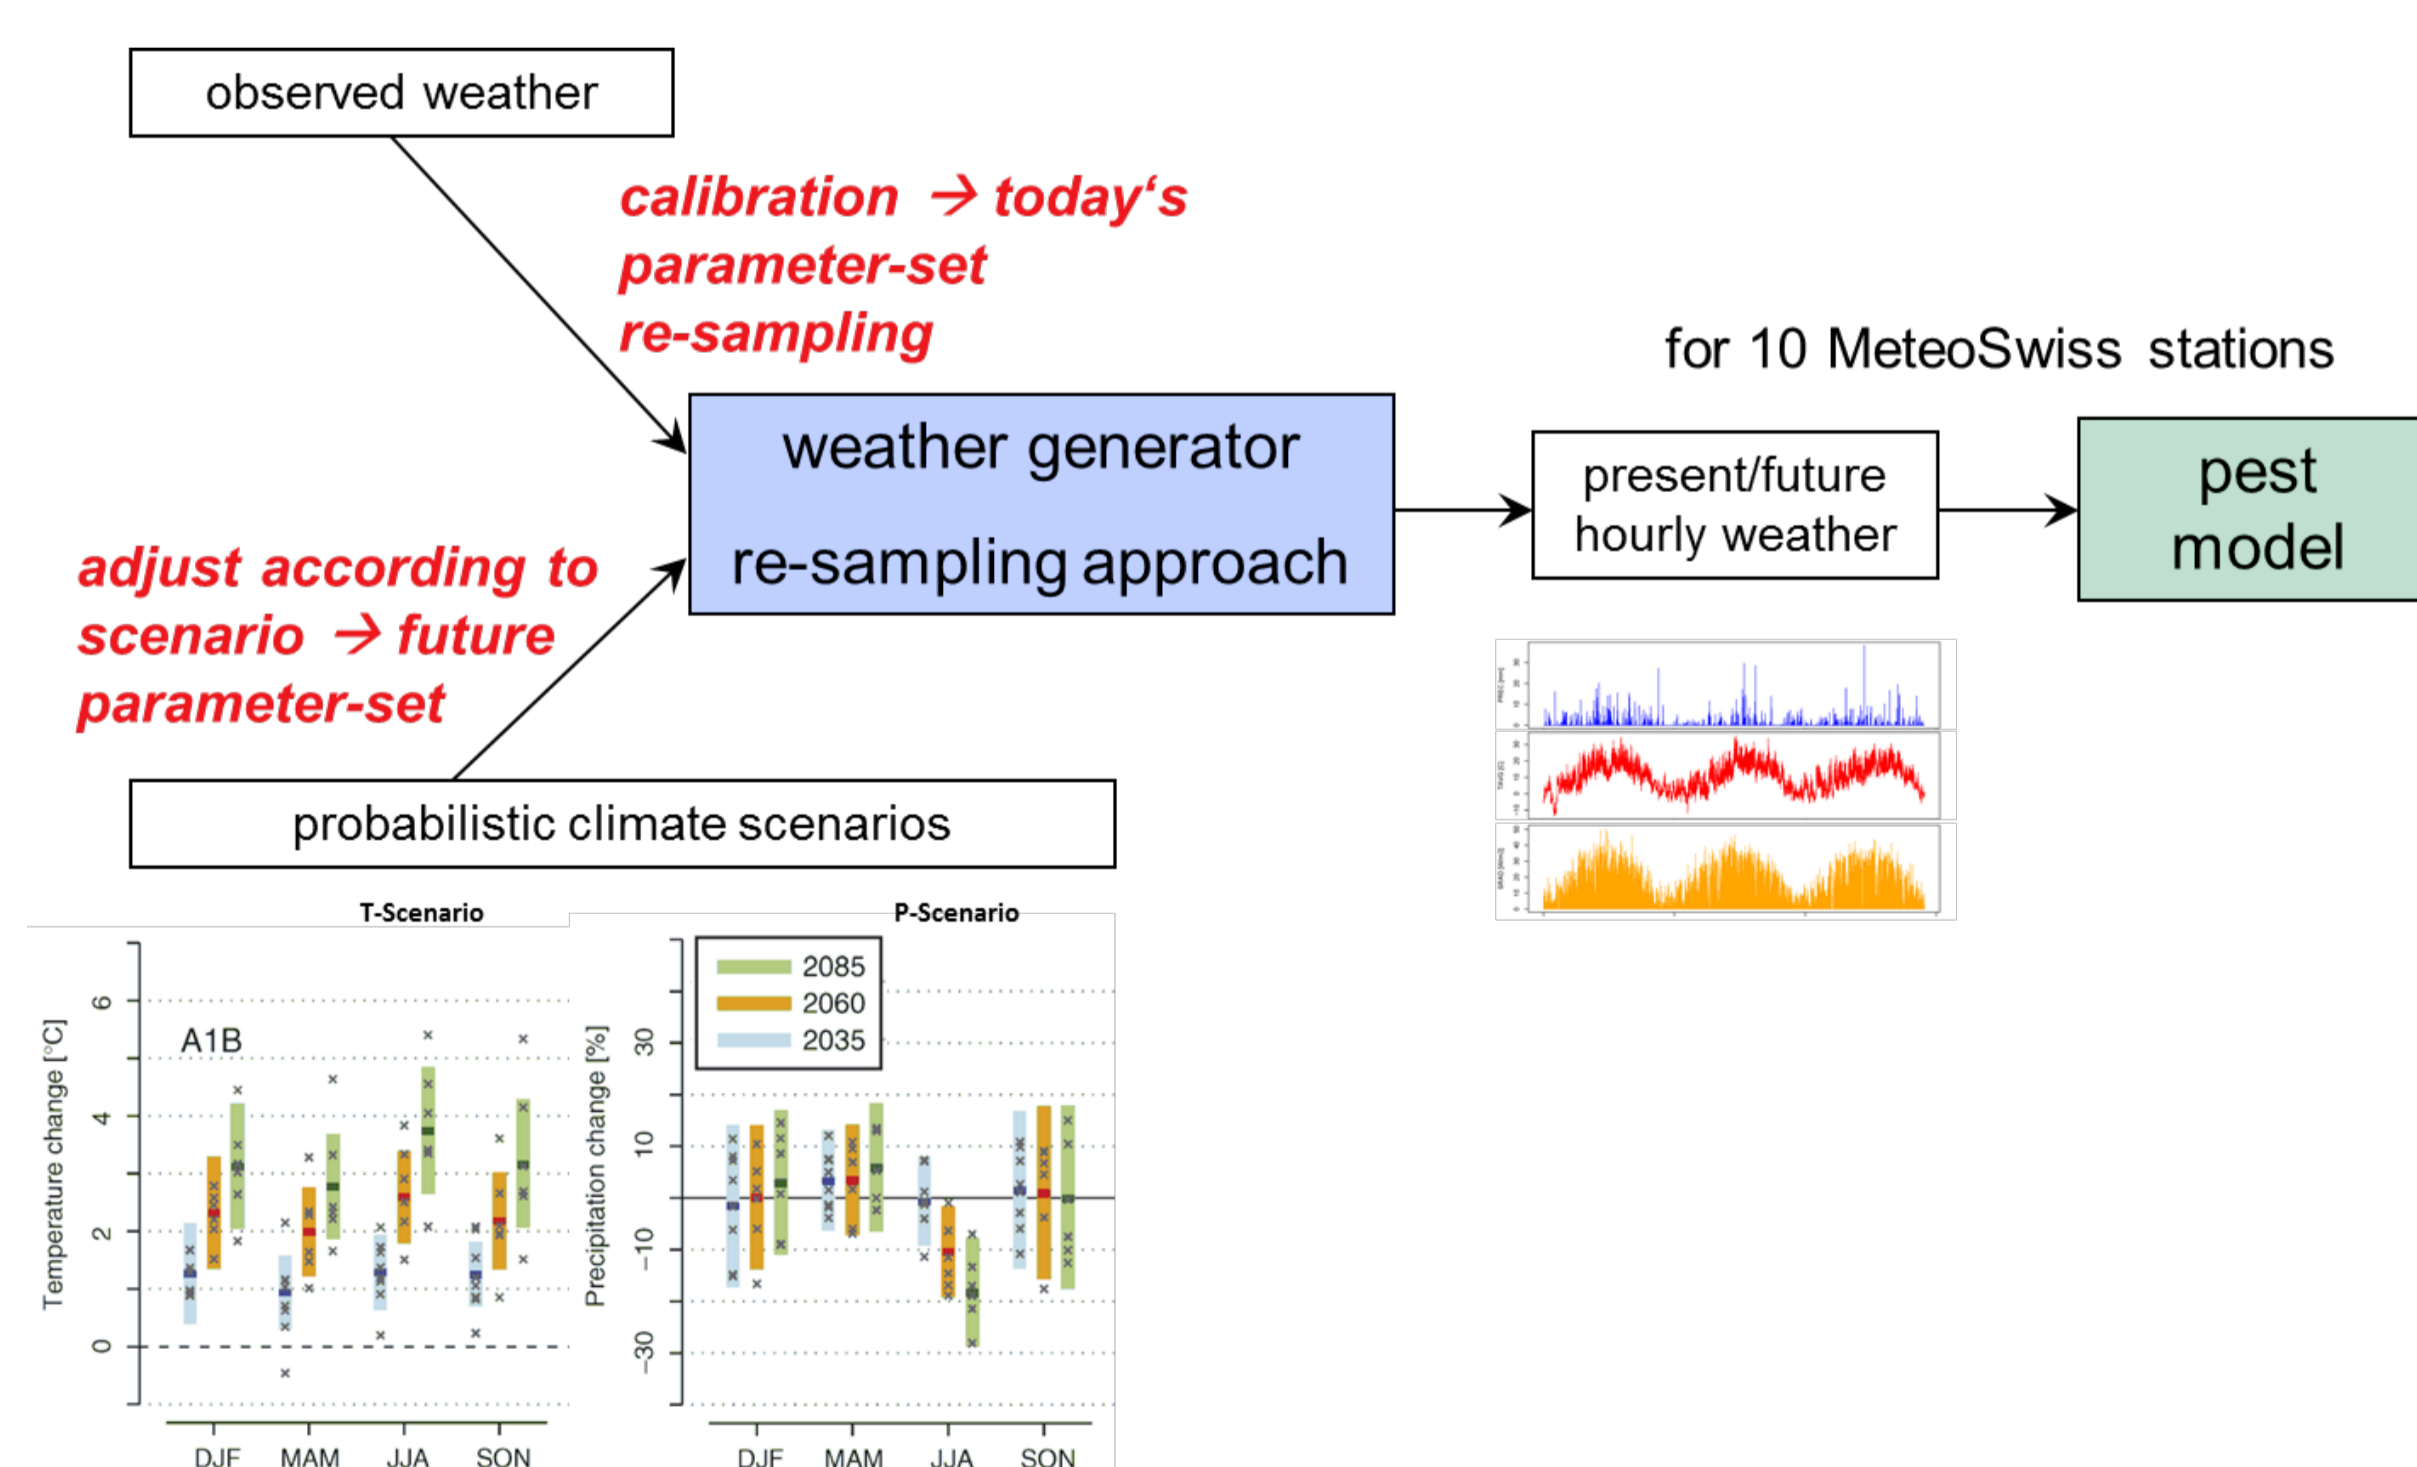 observed weather
calibration → today‘s
parameter-set
re-sampling
for 10 MeteoSwiss stations
weather generator
re-sampling approach
present/future
hourly weather
pest
model
adjust according to
scenario → future
parameter-set
probabilistic climate scenarios
T-Scenario
P-Scenario
A1B
Temperature change [°C]
6
4
2
0
DJF MAM JJA SON
2085
2060
2035
Precipitation change [%]
30
10
−10
−30
DJF MAM JJA SON